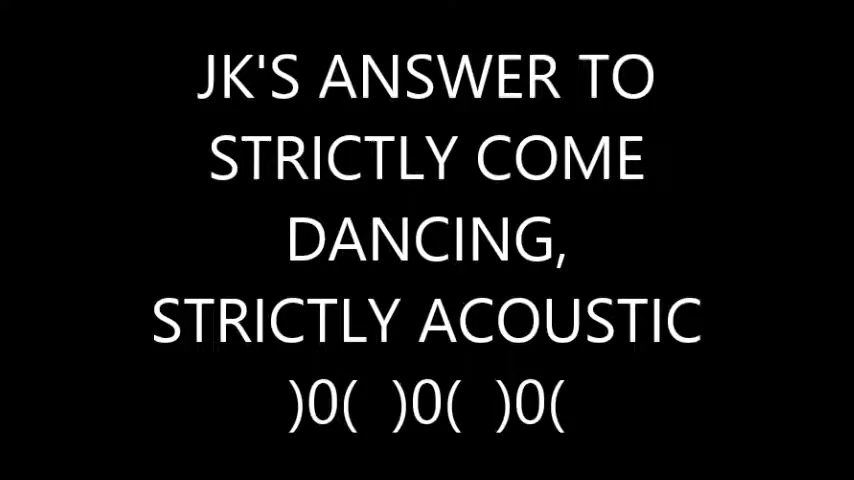 JK'S ANSWER TO
STRICTLY COME
DANCING,
STRICTLY ACOUSTIC
)0(  )0(  )0(